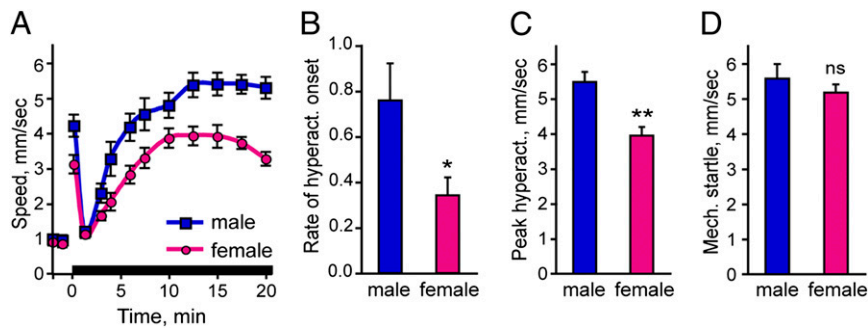 A
Speed, mm/sec
6
5
4
3
2
1
0
male
female
0
5
10
15
20
Time, min
B
Rate of hyperact. onset
1.0
0.8
0.6
0.4
0.2
0.0
*
male
female
C
Peak hyperact., mm/sec
6
5
4
3
2
1
0
**
male
female
D
Mech. startle, mm/sec
6
5
4
3
2
1
0
ns
male
female